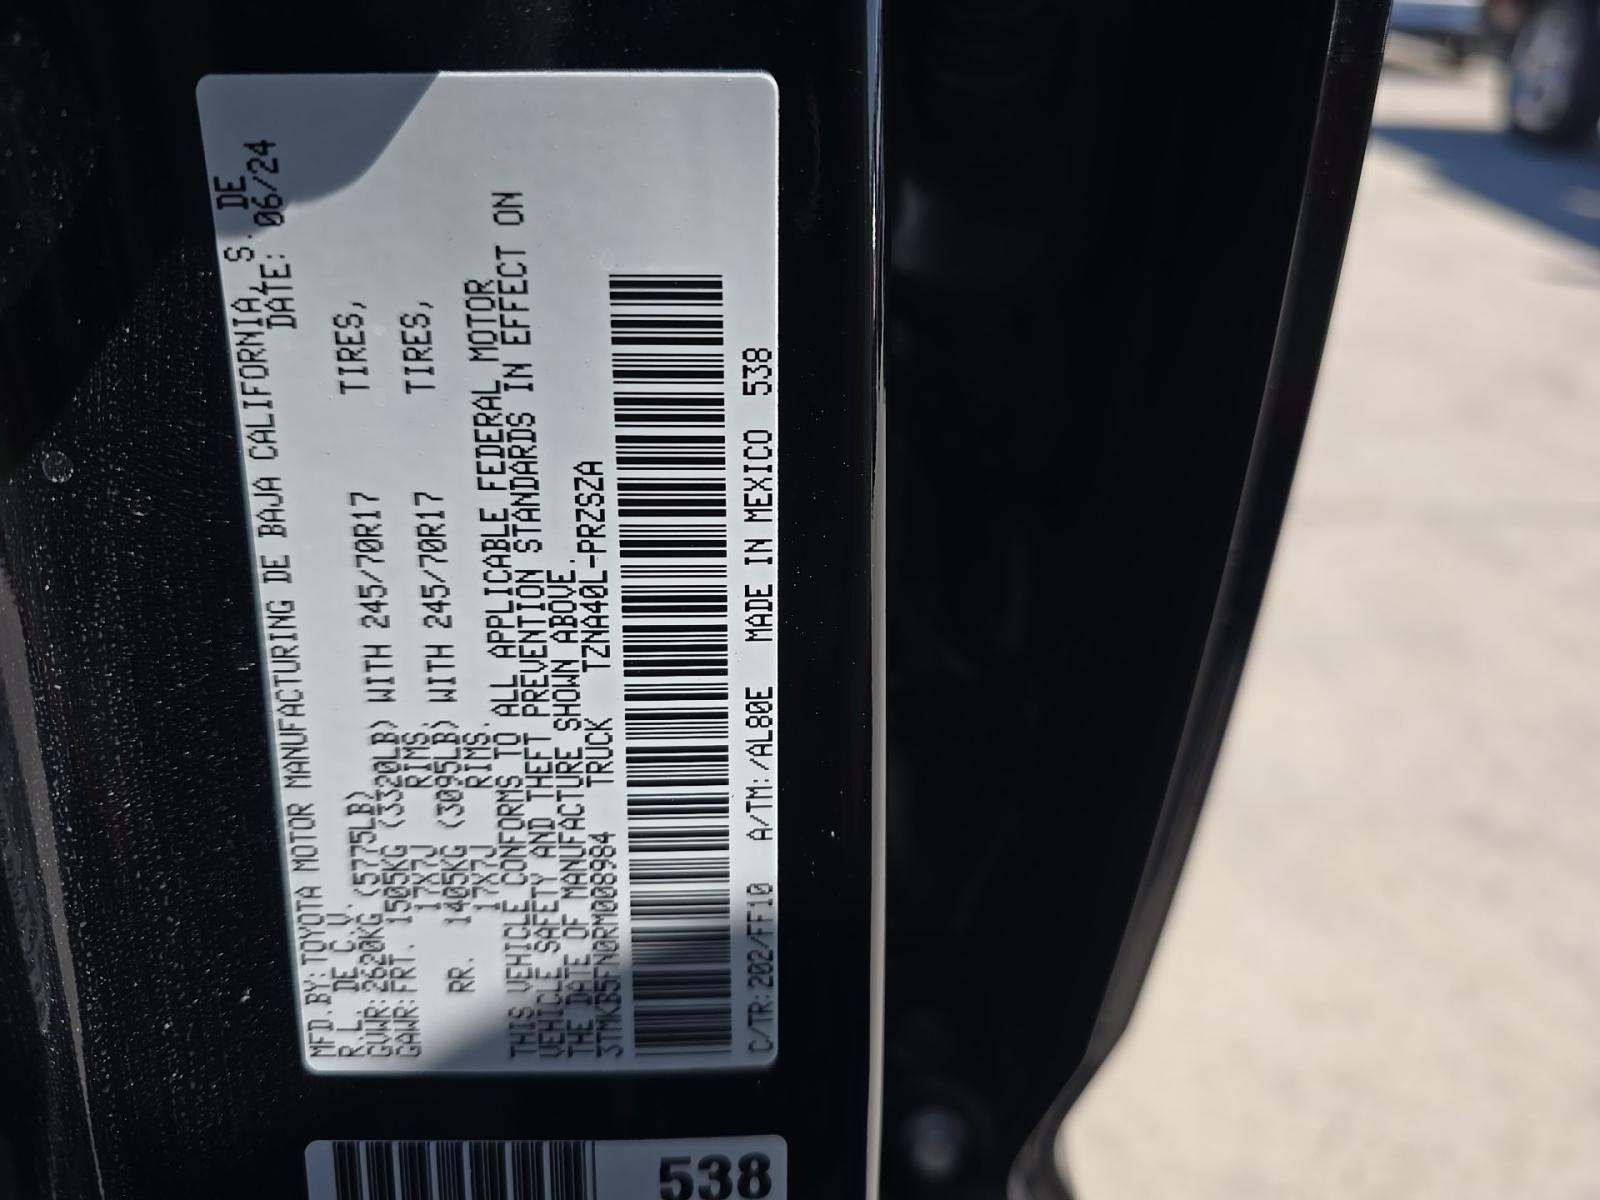 MFD.BY:TOYOTA MOTOR MANUFACTURING DE BAJA CALIFORNIA, S. DE
R.L. DE C.V. DATE: 06/24
GVWR:2620KG (5775LB)
GAWR:FRT. 1505KG (3320LB) WITH 245/70R17 TIRES,
17X7J RIMS,
RR. 1405KG (3095LB) WITH 245/70R17 TIRES,
17X7J RIMS.
THIS VEHICLE CONFORMS TO ALL APPLICABLE FEDERAL MOTOR
VEHICLE SAFETY AND THEFT PREVENTION STANDARDS IN EFFECT ON
THE DATE OF MANUFACTURE SHOWN ABOVE.
3TMKB5FN0RM008984 TRUCK TZNA40L-PRZSZA
C/TR:202/FF10 A/TM:/AL80E MADE IN MEXICO 538
538